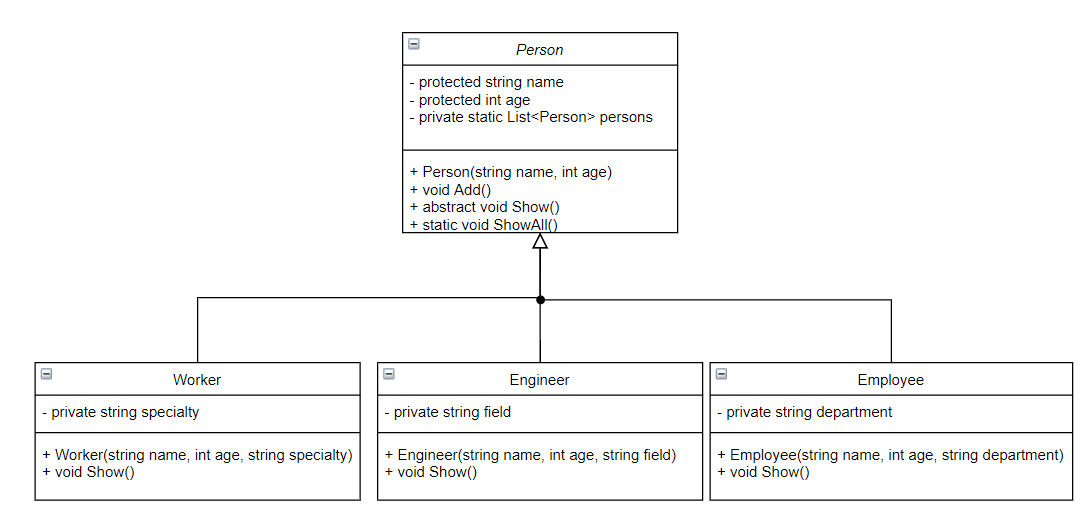 Person
- protected string name
- protected int age
- private static List<Person> persons
+ Person(string name, int age)
+ void Add()
+ abstract void Show()
+ static void ShowAll()
Worker
- private string specialty
+ Worker(string name, int age, string specialty)
+ void Show()
Engineer
- private string field
+ Engineer(string name, int age, string field)
+ void Show()
Employee
- private string department
+ Employee(string name, int age, string department)
+ void Show()